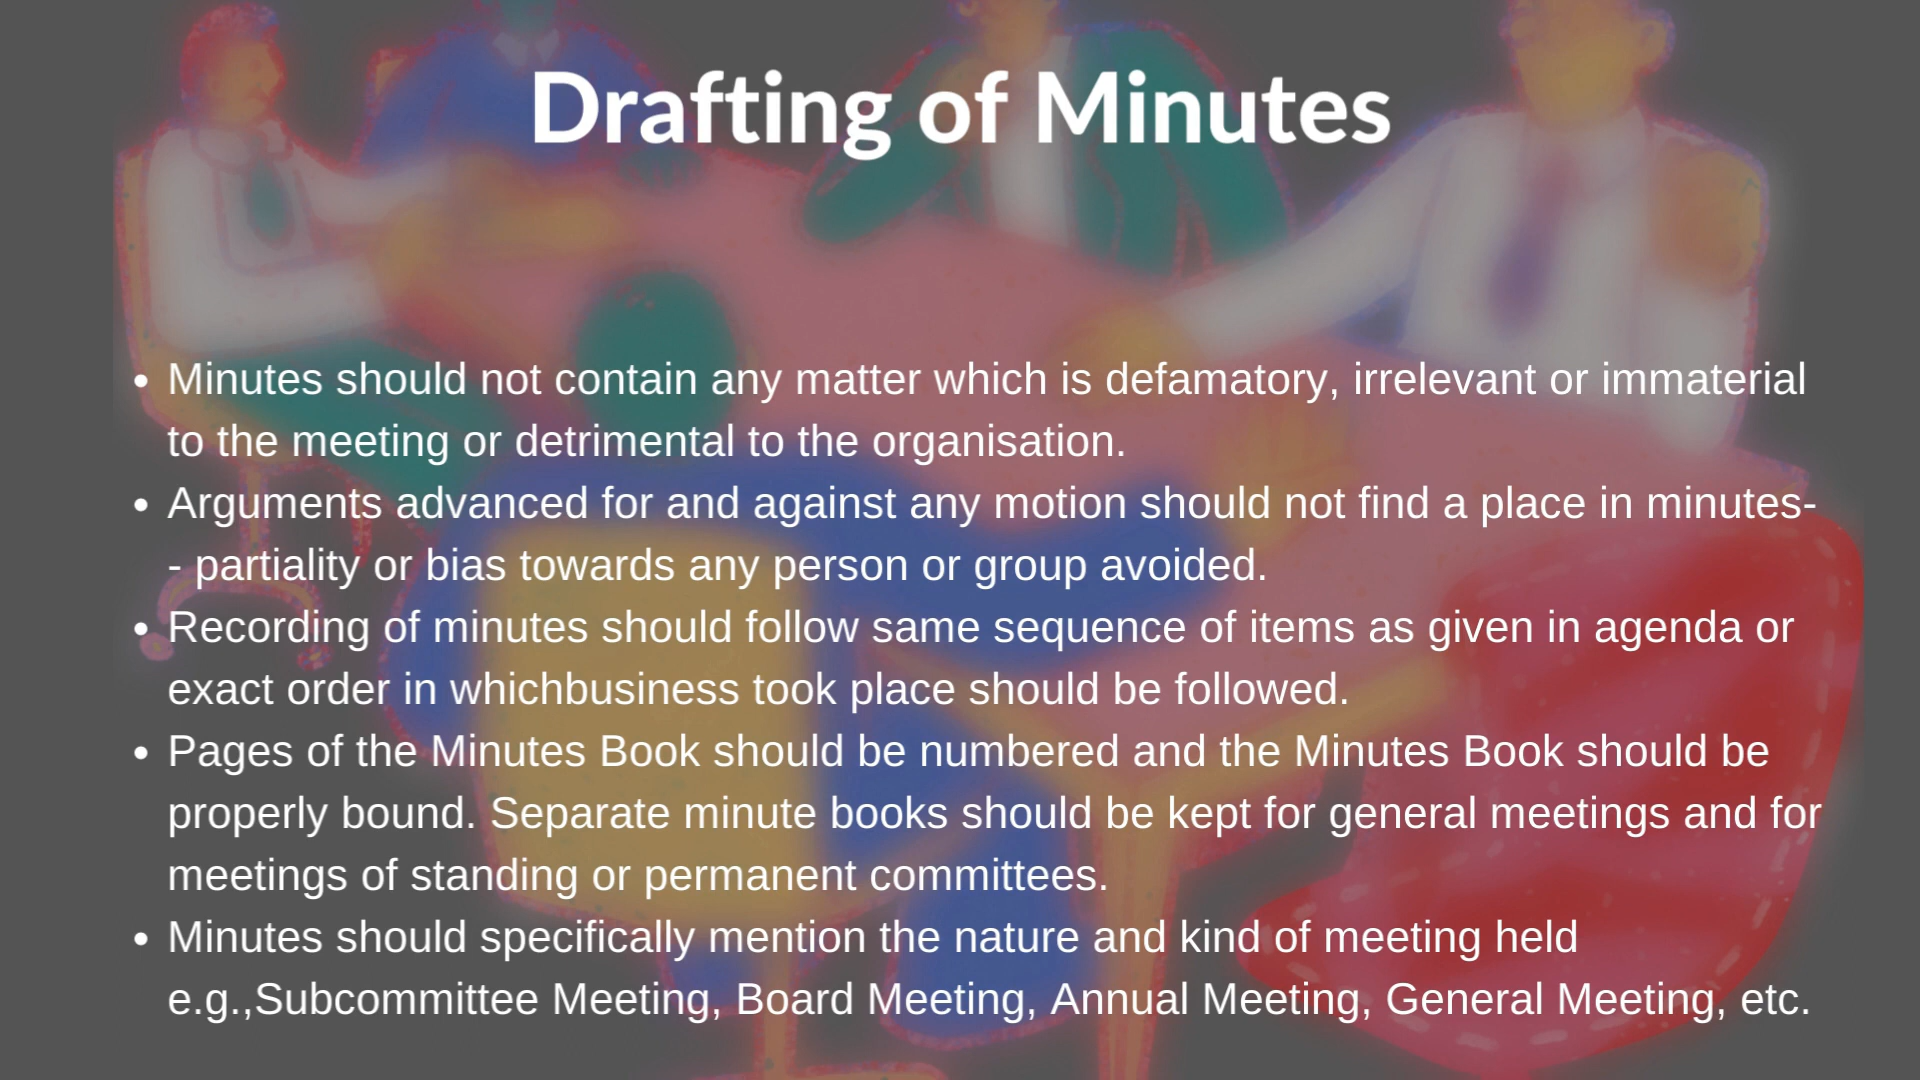 Drafting of Minutes
• Minutes should not contain any matter which is defamatory, irrelevant or immaterial
to the meeting or detrimental to the organisation.
• Arguments advanced for and against any motion should not find a place in minutes-
- partiality or bias towards any person or group avoided.
• Recording of minutes should follow same sequence of items as given in agenda or
exact order in whichbusiness took place should be followed.
• Pages of the Minutes Book should be numbered and the Minutes Book should be
properly bound. Separate minute books should be kept for general meetings and for
meetings of standing or permanent committees.
• Minutes should specifically mention the nature and kind of meeting held
e.g.,Subcommittee Meeting, Board Meeting, Annual Meeting, General Meeting, etc.